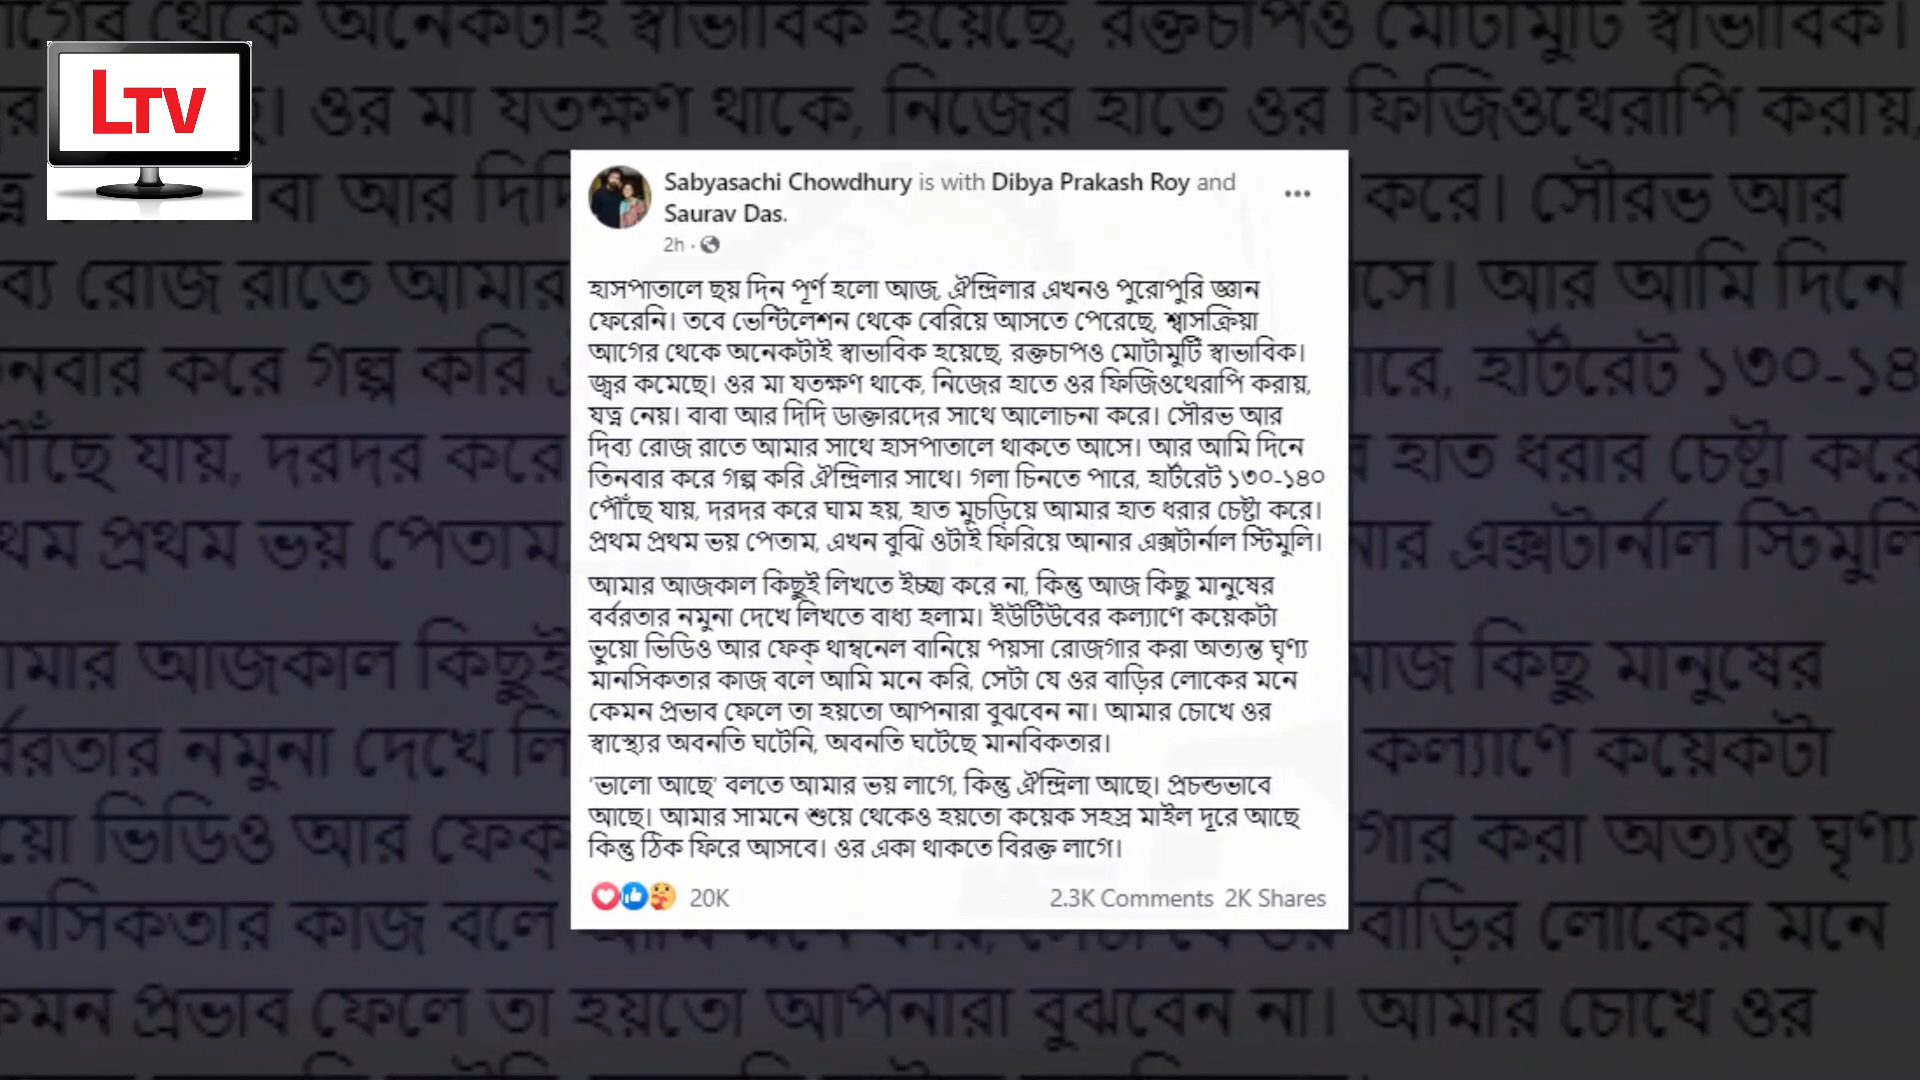 LTV
Sabyasachi Chowdhury is with Dibya Prakash Roy and
Saurav Das.
2h
হাসপাতালে ছয় দিন পূর্ণ হলো আজ, ঐন্দ্রিলার এখনও পুরোপুরি জ্ঞান
ফেরেনি। তবে ভেন্টিলেশন থেকে বেরিয়ে আসতে পেরেছে, শ্বাসক্রিয়া
আগের থেকে অনেকটাই স্বাভাবিক হয়েছে, রক্তচাপও মোটামুটি স্বাভাবিক।
জ্বর কমেছে। ওর মা যতক্ষণ থাকে, নিজের হাতে ওর ফিজিওথেরাপি করায়,
যত্ন নেয়। বাবা আর দিদি ডাক্তারদের সাথে আলোচনা করে। সৌরভ আর
দিব্য রোজ রাতে আমার সাথে হাসপাতালে থাকতে আসে। আর আমি দিনে
তিনবার করে গল্প করি ঐন্দ্রিলার সাথে। গলা চিনতে পারে, হার্টরেট ১৩০-১৪০
পৌঁছে যায়, দরদর করে ঘাম হয়, হাত মুচড়িয়ে আমার হাত ধরার চেষ্টা করে।
প্রথম প্রথম ভয় পেতাম, এখন বুঝি ওটাই ফিরিয়ে আনার এক্সটার্নাল স্টিমুলি।
আমার আজকাল কিছুই লিখতে ইচ্ছা করে না, কিন্তু আজ কিছু মানুষের
বর্বরতার নমুনা দেখে লিখতে বাধ্য হলাম। ইউটিউবের কল্যাণে কয়েকটা
ভুয়ো ভিডিও আর ফেক্ থাম্বনেল বানিয়ে পয়সা রোজগার করা অত্যন্ত ঘৃণ্য
মানসিকতার কাজ বলে আমি মনে করি, সেটা যে ওর বাড়ির লোকের মনে
কেমন প্রভাব ফেলে তা হয়তো আপনারা বুঝবেন না। আমার চোখে ওর
স্বাস্থ্যের অবনতি ঘটেনি, অবনতি ঘটেছে মানবিকতার।
'ভালো আছে' বলতে আমার ভয় লাগে, কিন্তু ঐন্দ্রিলা আছে। প্রচন্ডভাবে
আছে। আমার সামনে শুয়ে থেকেও হয়তো কয়েক সহস্র মাইল দূরে আছে
কিন্তু ঠিক ফিরে আসবে। ওর একা থাকতে বিরক্ত লাগে।
20K 2.3K Comments 2K Shares